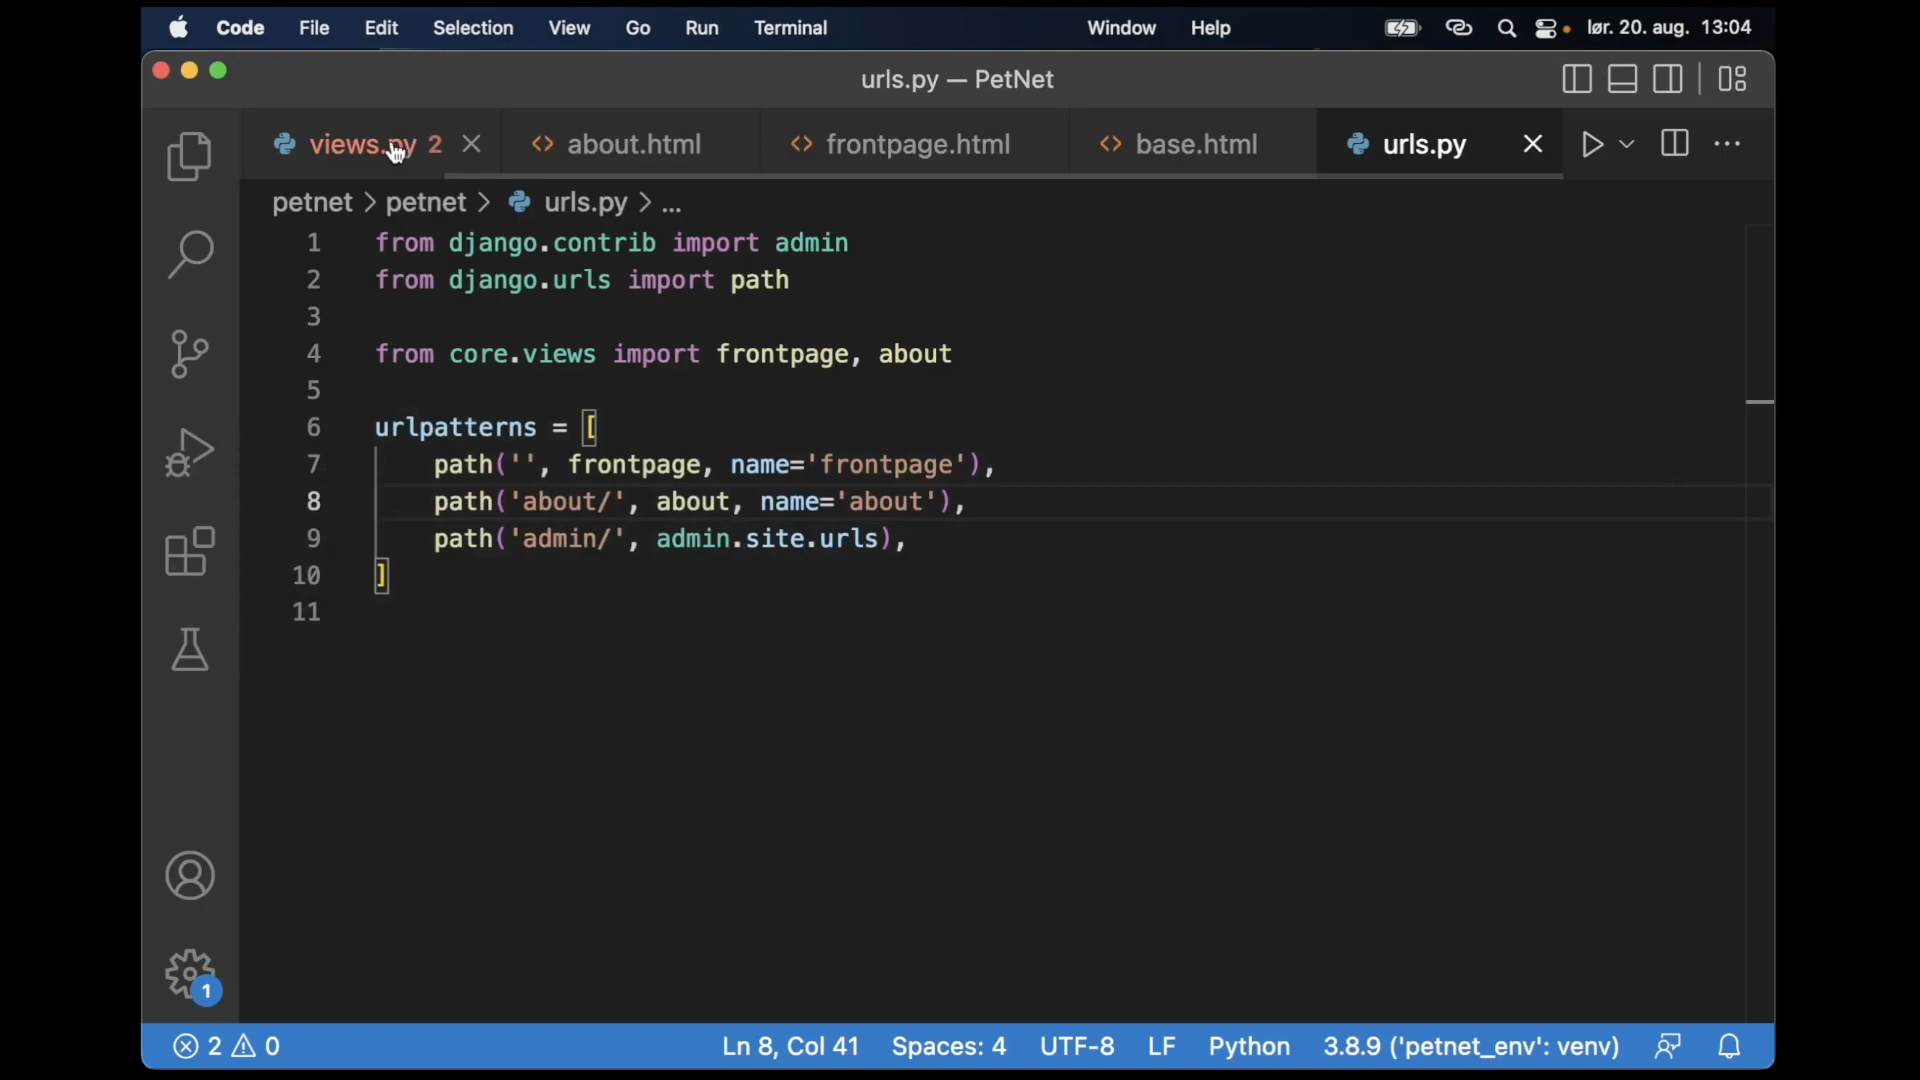 Code File Edit Selection View Go Run Terminal Window Help lør. 20. aug. 13:04
urls.py — PetNet
views.py 2 about.html frontpage.html base.html urls.py
petnet > petnet > urls.py > ...
1 from django.contrib import admin
2 from django.urls import path
3
4 from core.views import frontpage, about
5
6 urlpatterns = [
7 path('', frontpage, name='frontpage'),
8 path('about/', about, name='about'),
9 path('admin/', admin.site.urls),
10 ]
11
1
2 0 Ln 8, Col 41 Spaces: 4 UTF-8 LF Python 3.8.9 ('petnet_env': venv)